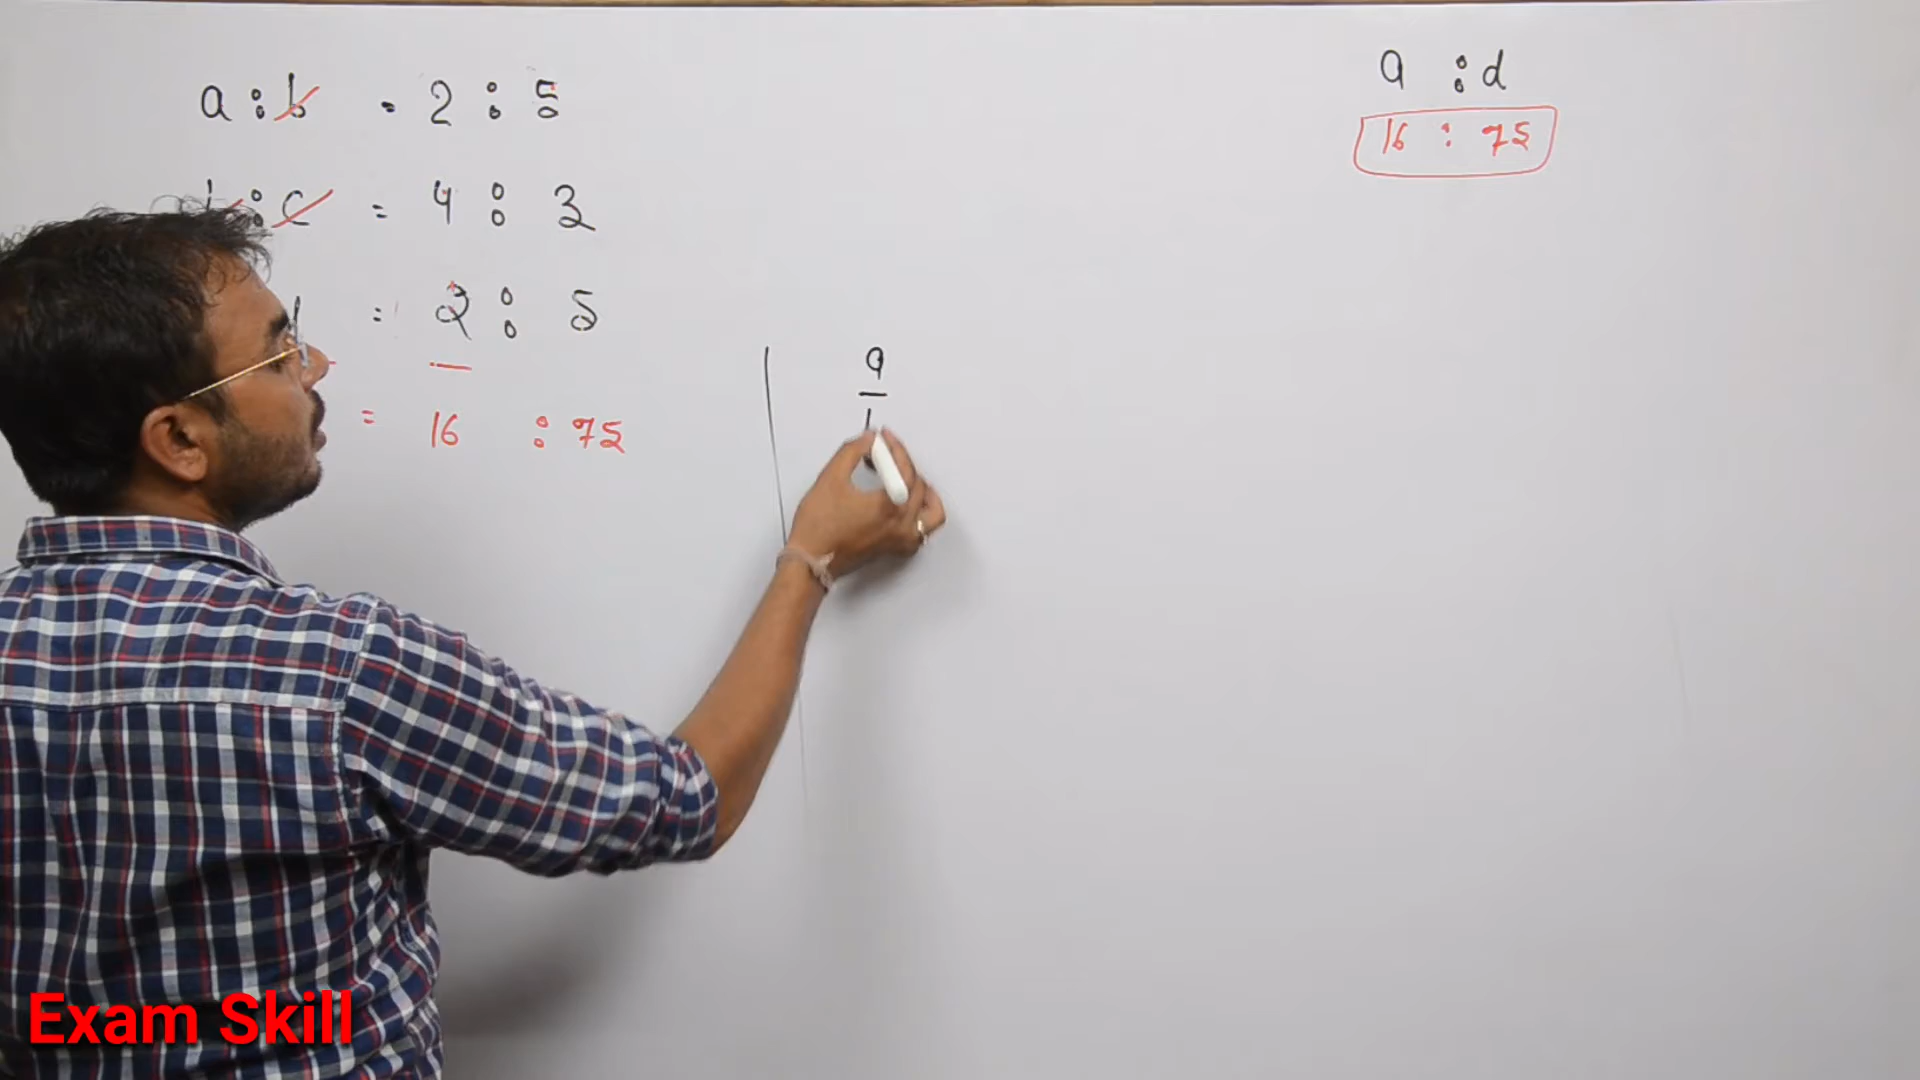 a : b = 2 : 5
b : c = 4 : 3
= 2 : 5
= 16 : 75
a : d
16 : 75
a
Exam Skill